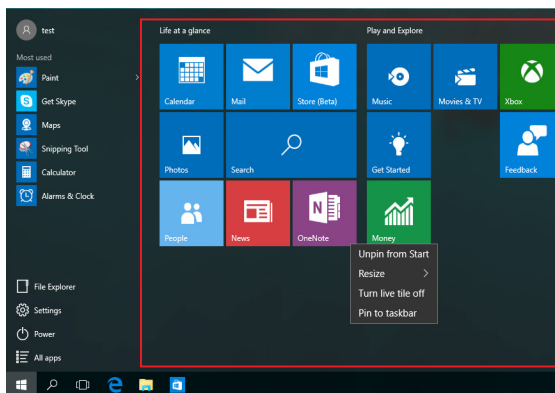 test
Most used
Paint
Get Skype
Maps
Snipping Tool
Calculator
Alarms & Clock
File Explorer
Settings
Power
All apps
Life at a glance
Play and Explore
Calendar
Mail
Store (Beta)
Music
Movies & TV
Xbox
Photos
Search
Get Started
Feedback
People
News
OneNote
Money
Unpin from Start
Resize
Turn live tile off
Pin to taskbar